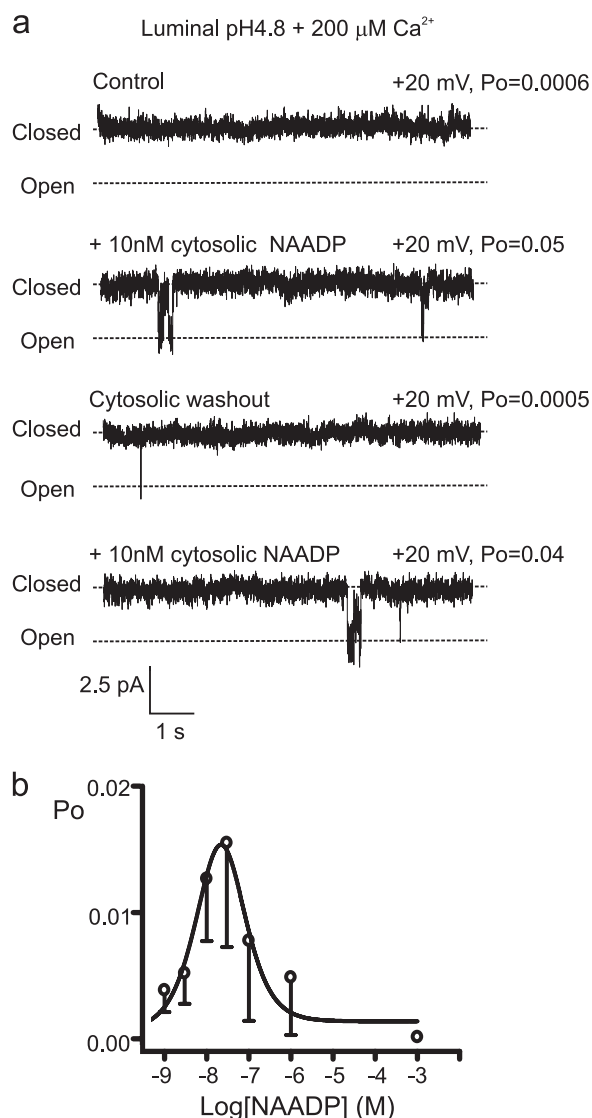 a
Luminal pH4.8 + 200 μM Ca²⁺
Control +20 mV, Po=0.0006
Closed
Open
+ 10nM cytosolic NAADP +20 mV, Po=0.05
Closed
Open
Cytosolic washout +20 mV, Po=0.0005
Closed
Open
+ 10nM cytosolic NAADP +20 mV, Po=0.04
Closed
Open
2.5 pA
1 s
b
Po
0.02
0.01
0.00
-9 -8 -7 -6 -5 -4 -3
Log[NAADP] (M)